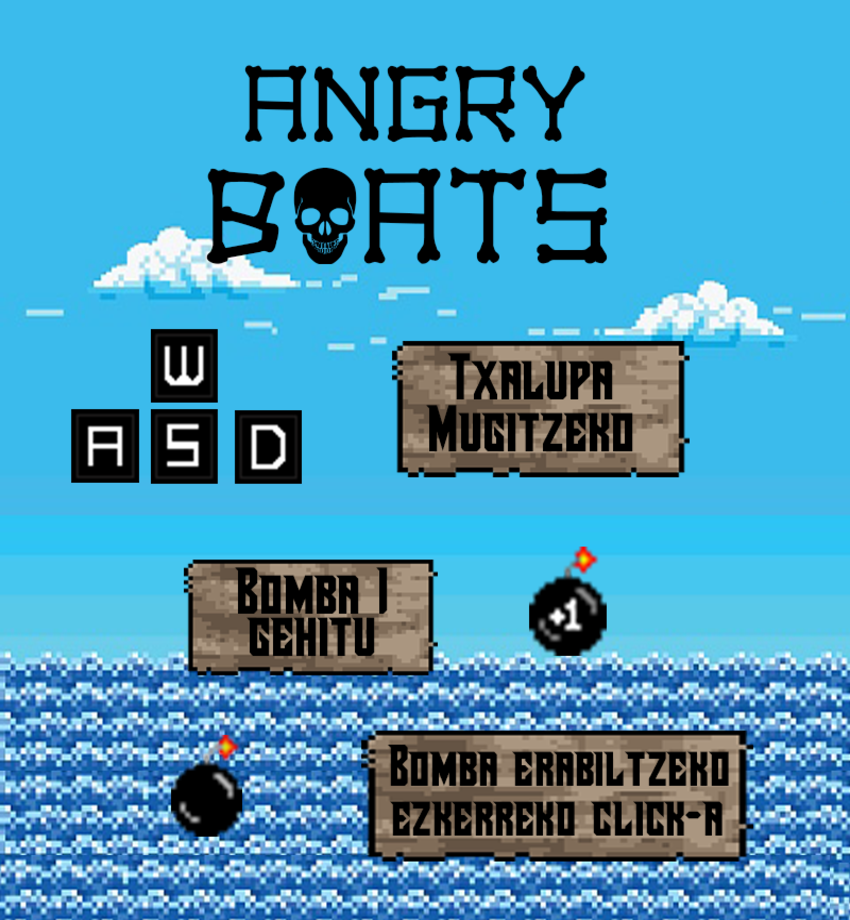 ANGRY
BOATS
W
A S D
TXALUPA
MUGITZEKO
BOMBA 1
GEHITU
+1
BOMBA ERABILTZEKO
EZKERREKO CLICK-A